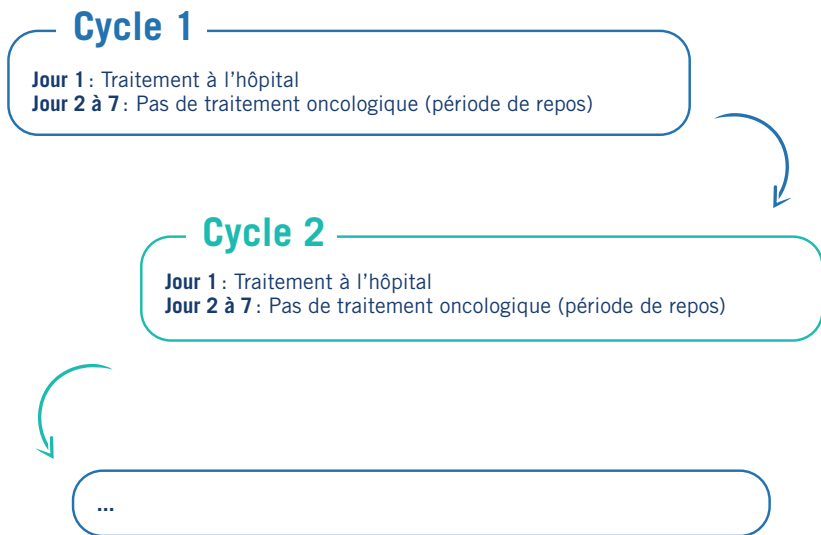 Cycle 1
Jour 1 : Traitement à l’hôpital
Jour 2 à 7 : Pas de traitement oncologique (période de repos)
Cycle 2
Jour 1 : Traitement à l’hôpital
Jour 2 à 7 : Pas de traitement oncologique (période de repos)
...